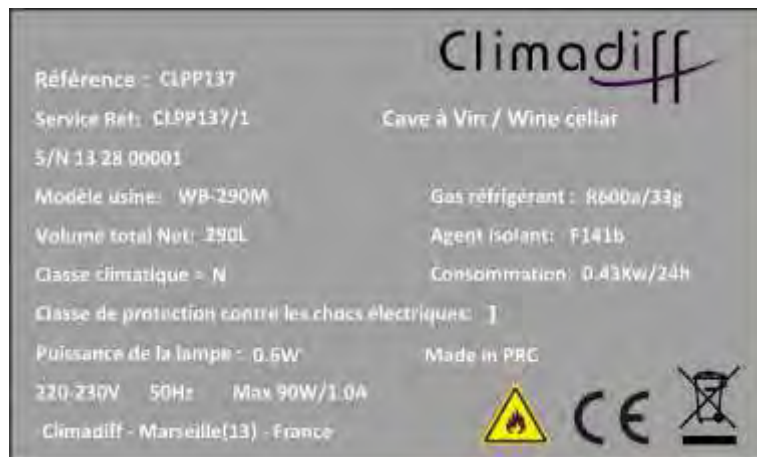 Climadiff
Référence : CLPP137
Service Ref: CLPP137/1
Cave à Vin / Wine cellar
S/N 13 28 00001
Modèle usine: WB-290M
Gas réfrigérant : R600a/33g
Volume total Net: 290L
Agent isolant: F141b
Classe climatique = N
Consommation: 0.43Kw/24h
Classe de protection contre les chocs électriques: I
Puissance de la lampe : 0.6W
Made in PRC
220-230V 50Hz Max 90W/1.0A
CE
Climadiff - Marseille(13) - France